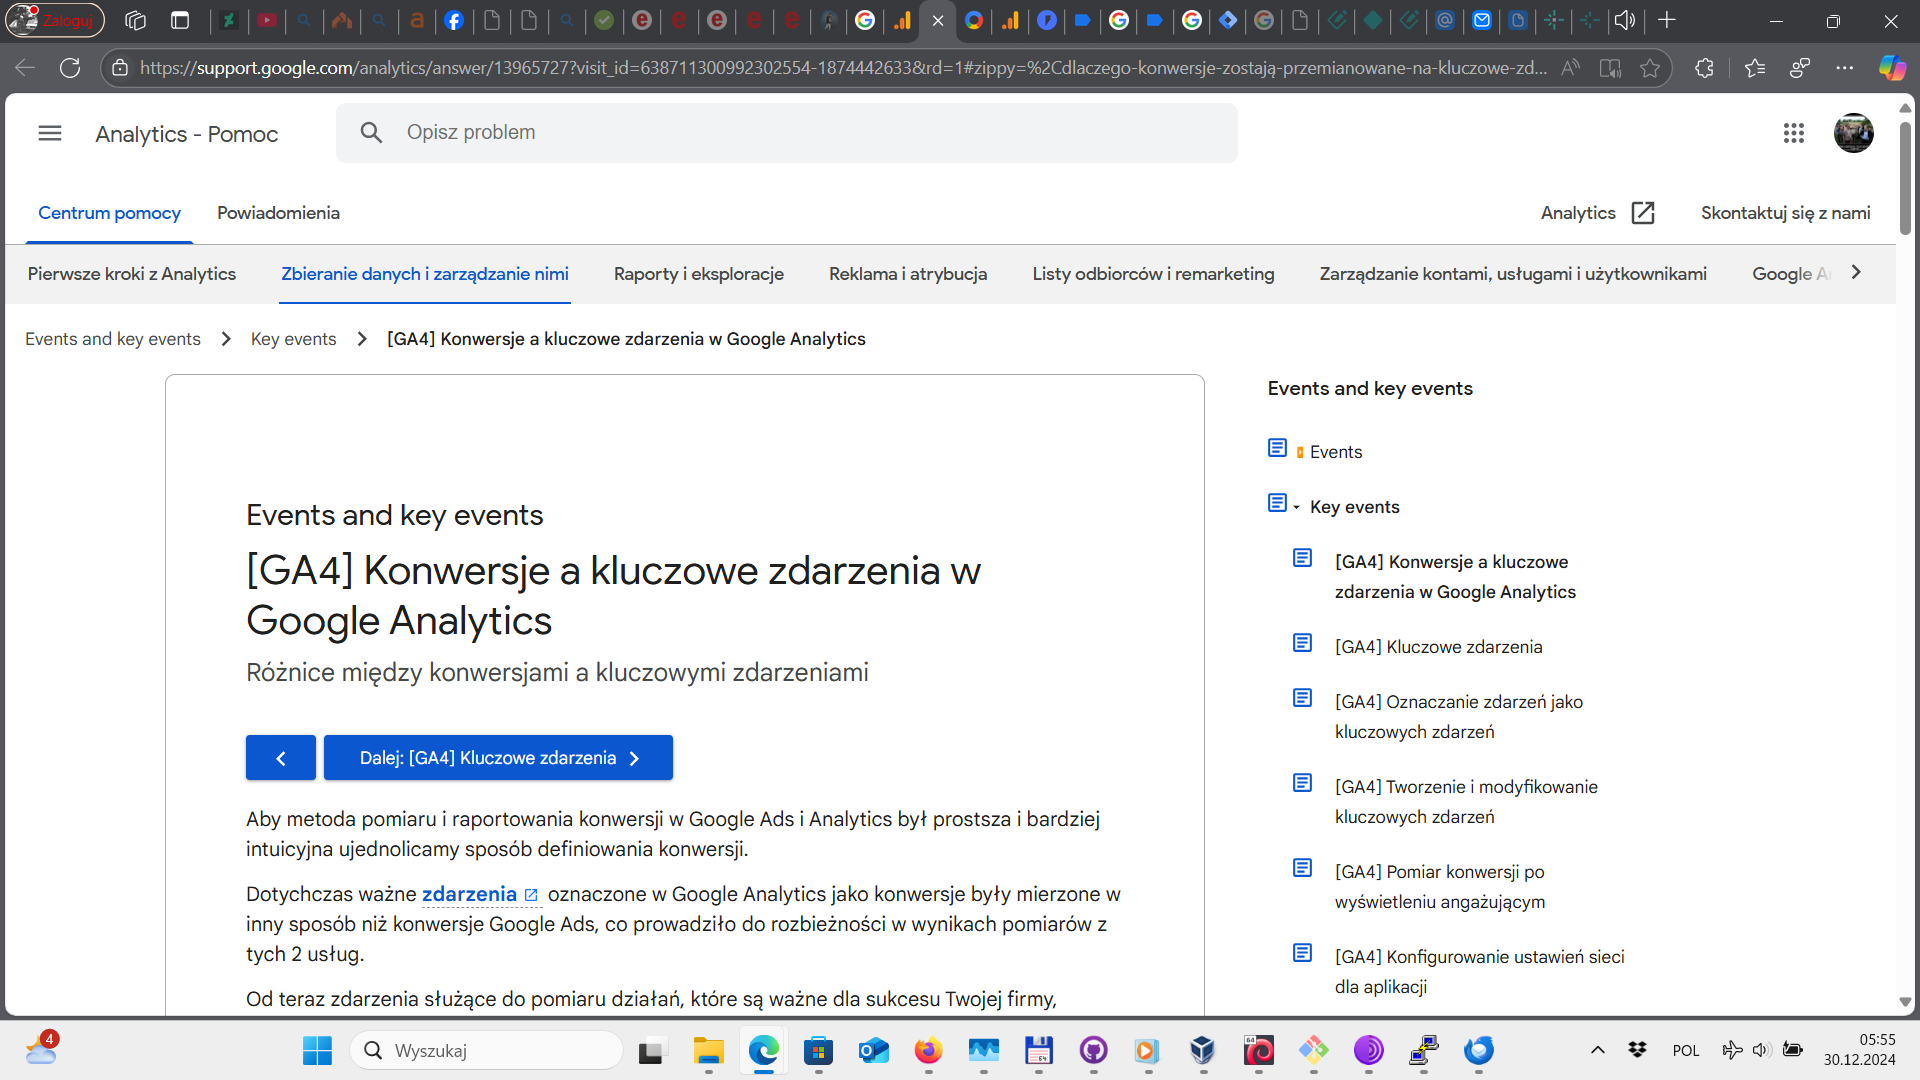 Zaloguj
https://support.google.com/analytics/answer/13965727?visit_id=638711300992302554-1874442633&rd=1#zippy=%2Cdlaczego-konwersje-zostają-przemianowane-na-kluczowe-zd...
Analytics - Pomoc
Opisz problem
Centrum pomocy
Powiadomienia
Analytics
Skontaktuj się z nami
Pierwsze kroki z Analytics
Zbieranie danych i zarządzanie nimi
Raporty i eksploracje
Reklama i atrybucja
Listy odbiorców i remarketing
Zarządzanie kontami, usługami i użytkownikami
Google A
Events and key events
Key events
[GA4] Konwersje a kluczowe zdarzenia w Google Analytics
Events and key events
[GA4] Konwersje a kluczowe zdarzenia w
Google Analytics
Różnice między konwersjami a kluczowymi zdarzeniami
Dalej: [GA4] Kluczowe zdarzenia
Aby metoda pomiaru i raportowania konwersji w Google Ads i Analytics był prostsza i bardziej
intuicyjna ujednolicamy sposób definiowania konwersji.
Dotychczas ważne zdarzenia oznaczone w Google Analytics jako konwersje były mierzone w
inny sposób niż konwersje Google Ads, co prowadziło do rozbieżności w wynikach pomiarów z
tych 2 usług.
Od teraz zdarzenia służące do pomiaru działań, które są ważne dla sukcesu Twojej firmy,
Events and key events
Events
Key events
[GA4] Konwersje a kluczowe
zdarzenia w Google Analytics
[GA4] Kluczowe zdarzenia
[GA4] Oznaczanie zdarzeń jako
kluczowych zdarzeń
[GA4] Tworzenie i modyfikowanie
kluczowych zdarzeń
[GA4] Pomiar konwersji po
wyświetleniu angażującym
[GA4] Konfigurowanie ustawień sieci
dla aplikacji
4
Wyszukaj
64
64
POL
05:55
30.12.2024